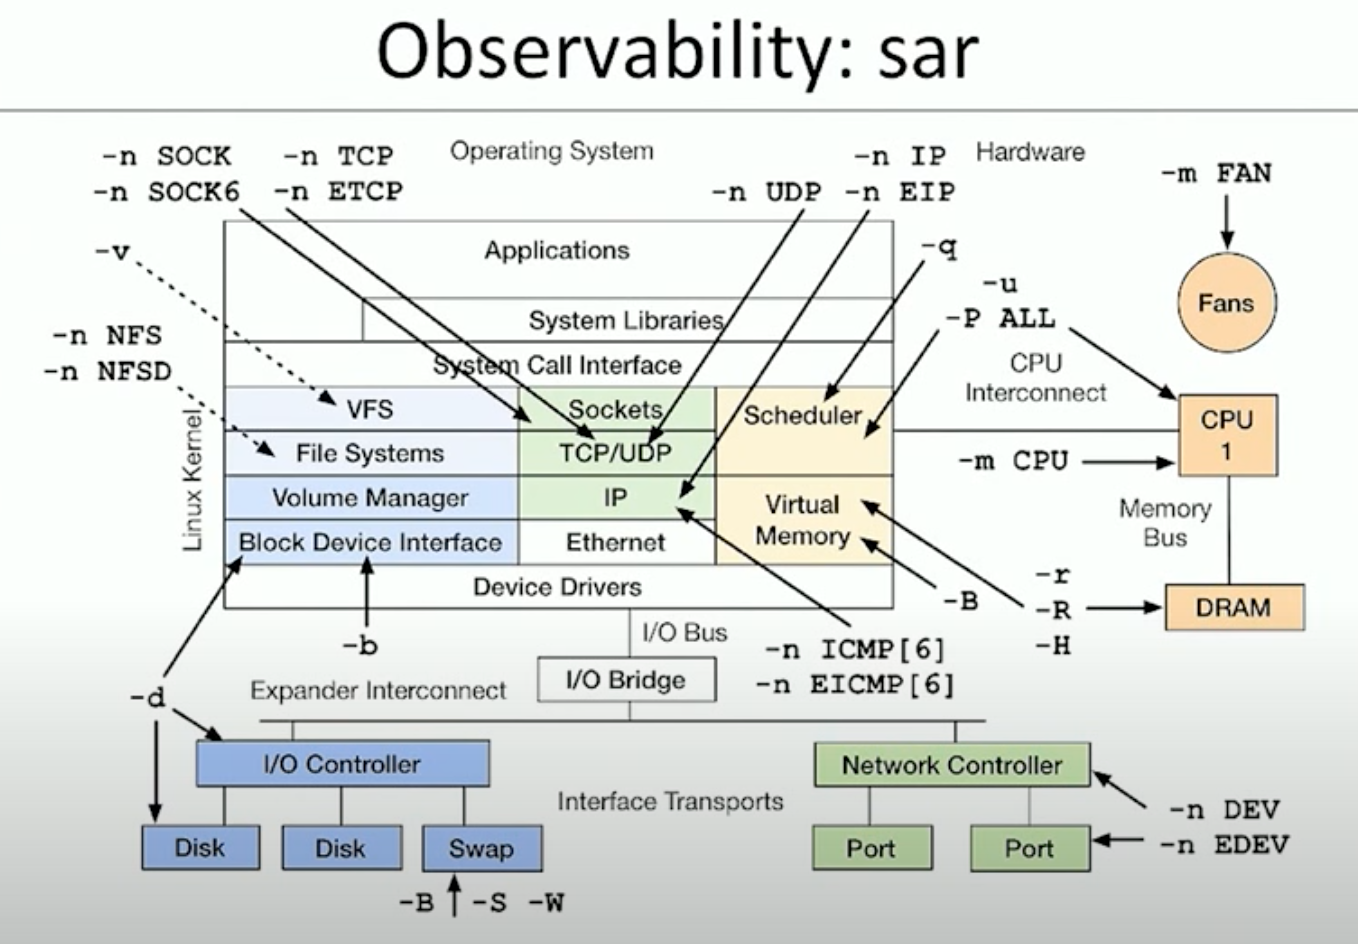 Observability: sar
-n SOCK
-n TCP
Operating System
-n IP
Hardware
-m FAN
-n SOCK6
-n ETCP
-n UDP
-n EIP
-v
Applications
-q
-u
Fans
-n NFS
System Libraries
-P ALL
-n NFSD
System Call Interface
CPU
Interconnect
Linux Kernel
VFS
Sockets
Scheduler
CPU
1
File Systems
TCP/UDP
-m CPU
Volume Manager
IP
Virtual
Memory
Memory
Bus
Block Device Interface
Ethernet
Device Drivers
-B
-r
-R
-H
DRAM
-b
I/O Bus
-n ICMP[6]
-n EICMP[6]
-d
Expander Interconnect
I/O Bridge
I/O Controller
Network Controller
Interface Transports
-n DEV
-n EDEV
Disk
Disk
Swap
Port
Port
-B
-S -W